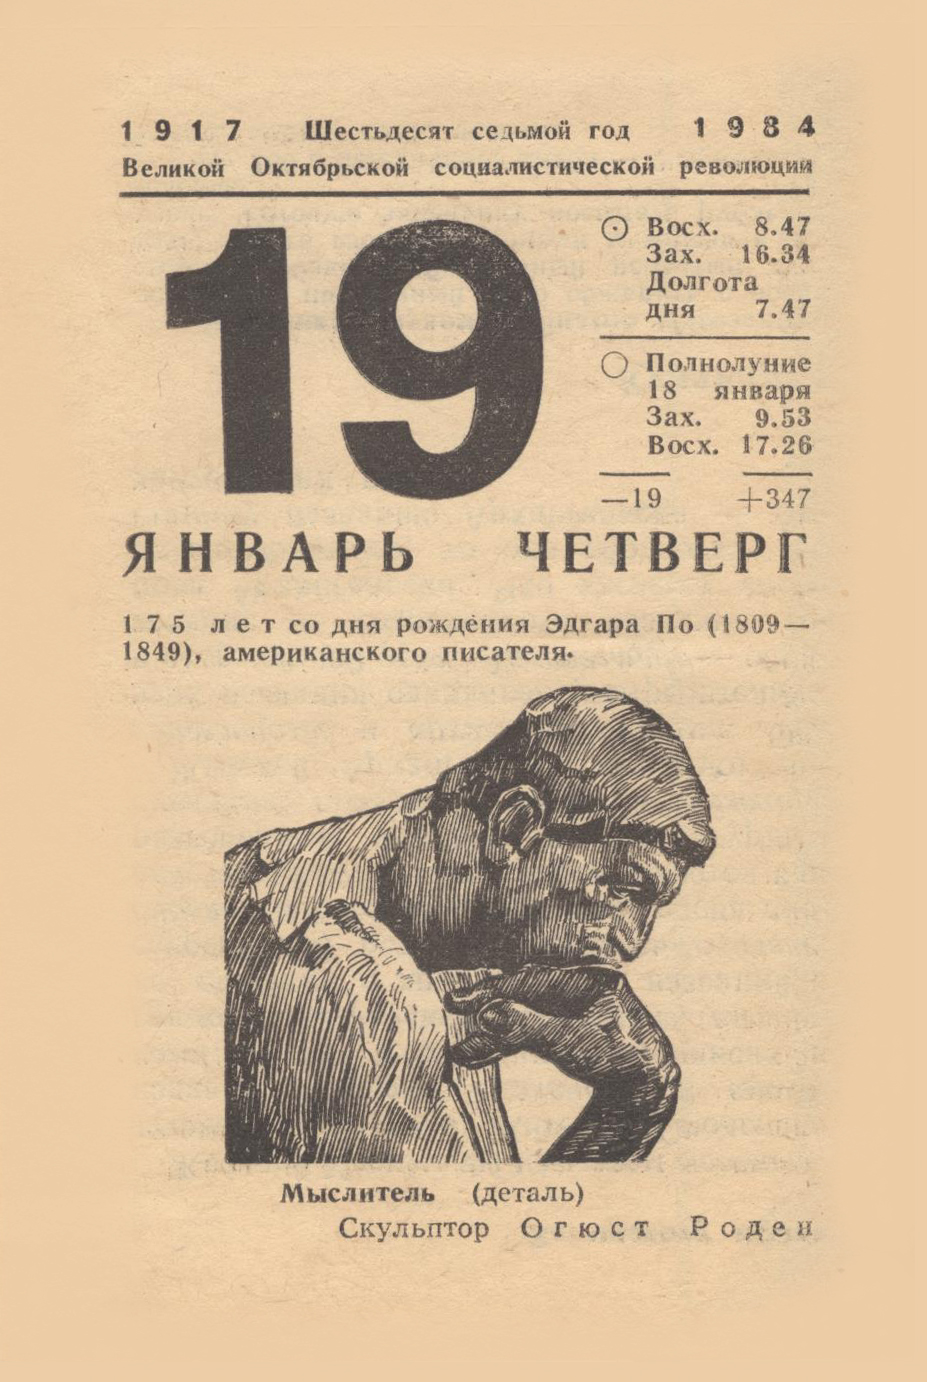 1917 Шестьдесят седьмой год 1984
Великой Октябрьской социалистической революции
19
Восх. 8.47
Зах. 16.34
Долгота
дня 7.47
Полнолуние
18 января
Зах. 9.53
Восх. 17.26
—19 +347
ЯНВАРЬ ЧЕТВЕРГ
175 лет со дня рождения Эдгара По (1809—
1849), американского писателя.
Мыслитель (деталь)
Скульптор Огюст Роден